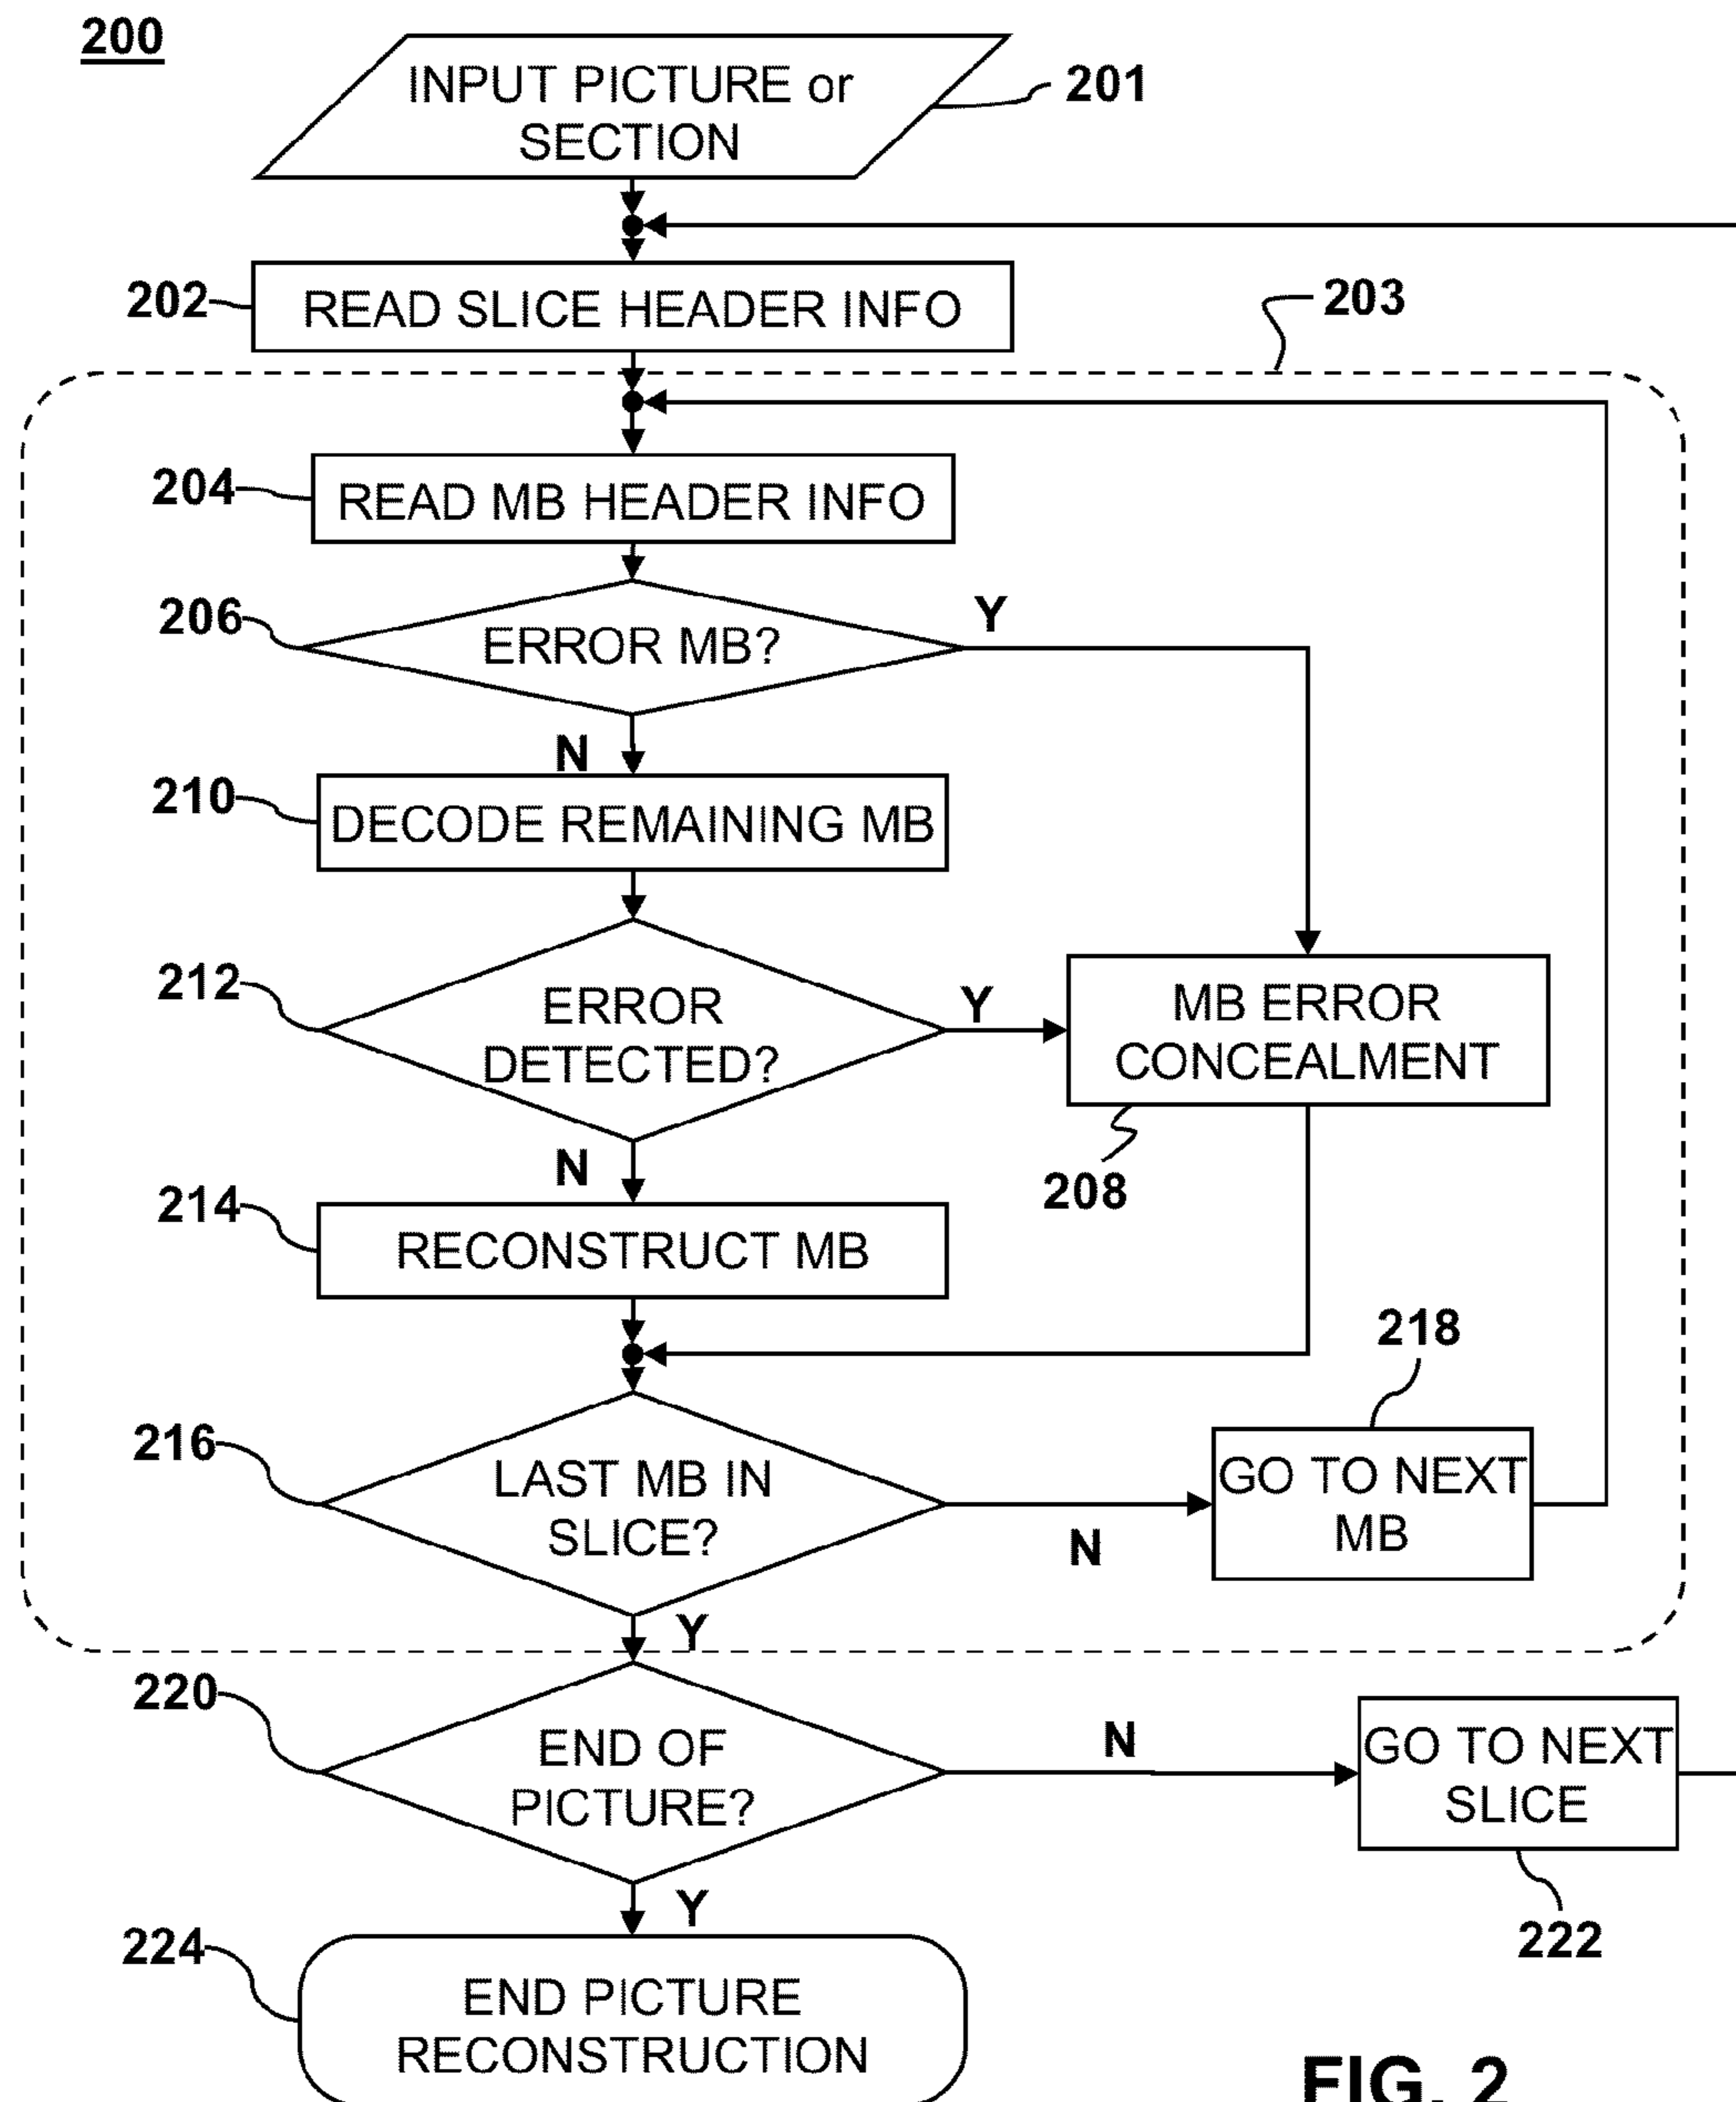 200
INPUT PICTURE or
SECTION
201
202
READ SLICE HEADER INFO
203
204
READ MB HEADER INFO
206
ERROR MB?
Y
N
210
DECODE REMAINING MB
212
ERROR
DETECTED?
Y
MB ERROR
CONCEALMENT
N
208
214
RECONSTRUCT MB
218
216
LAST MB IN
SLICE?
N
GO TO NEXT
MB
Y
220
END OF
PICTURE?
N
GO TO NEXT
SLICE
Y
222
224
END PICTURE
RECONSTRUCTION
FIG. 2